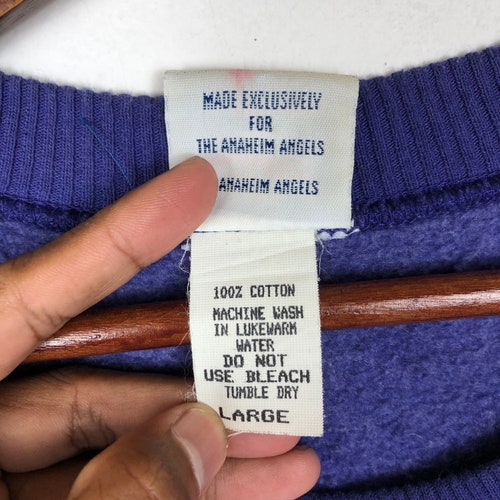 MADE EXCLUSIVELY
FOR
THE ANAHEIM ANGELS
ANAHEIM ANGELS
100% COTTON
MACHINE WASH
IN LUKEWARM
WATER
DO NOT
USE BLEACH
TUMBLE DRY
LARGE